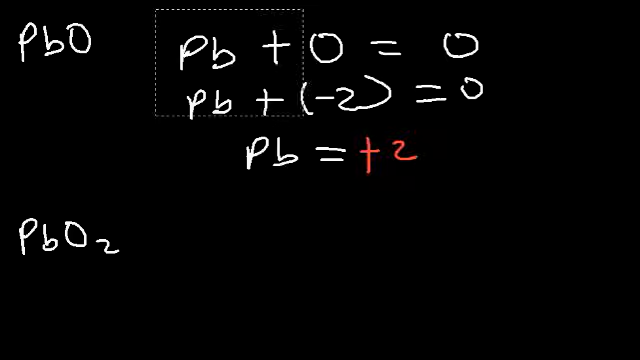 PbO
Pb + O = 0
Pb + (-2) = 0
Pb = +2
PbO₂